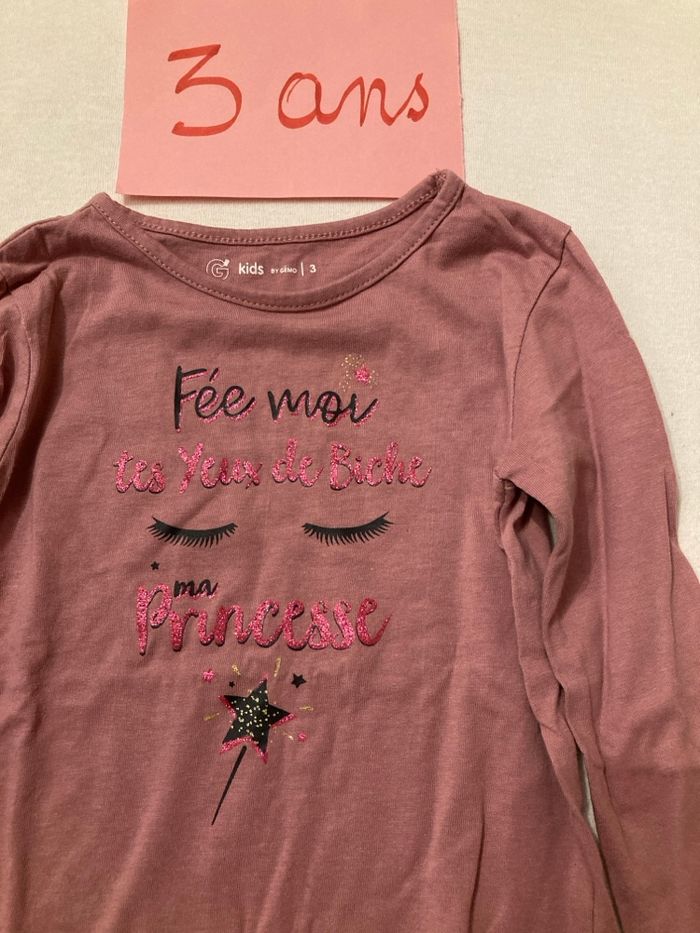 3 ans
G kids BY GÉMO | 3
Fée moi
tes Yeux de Biche
ma
Princesse